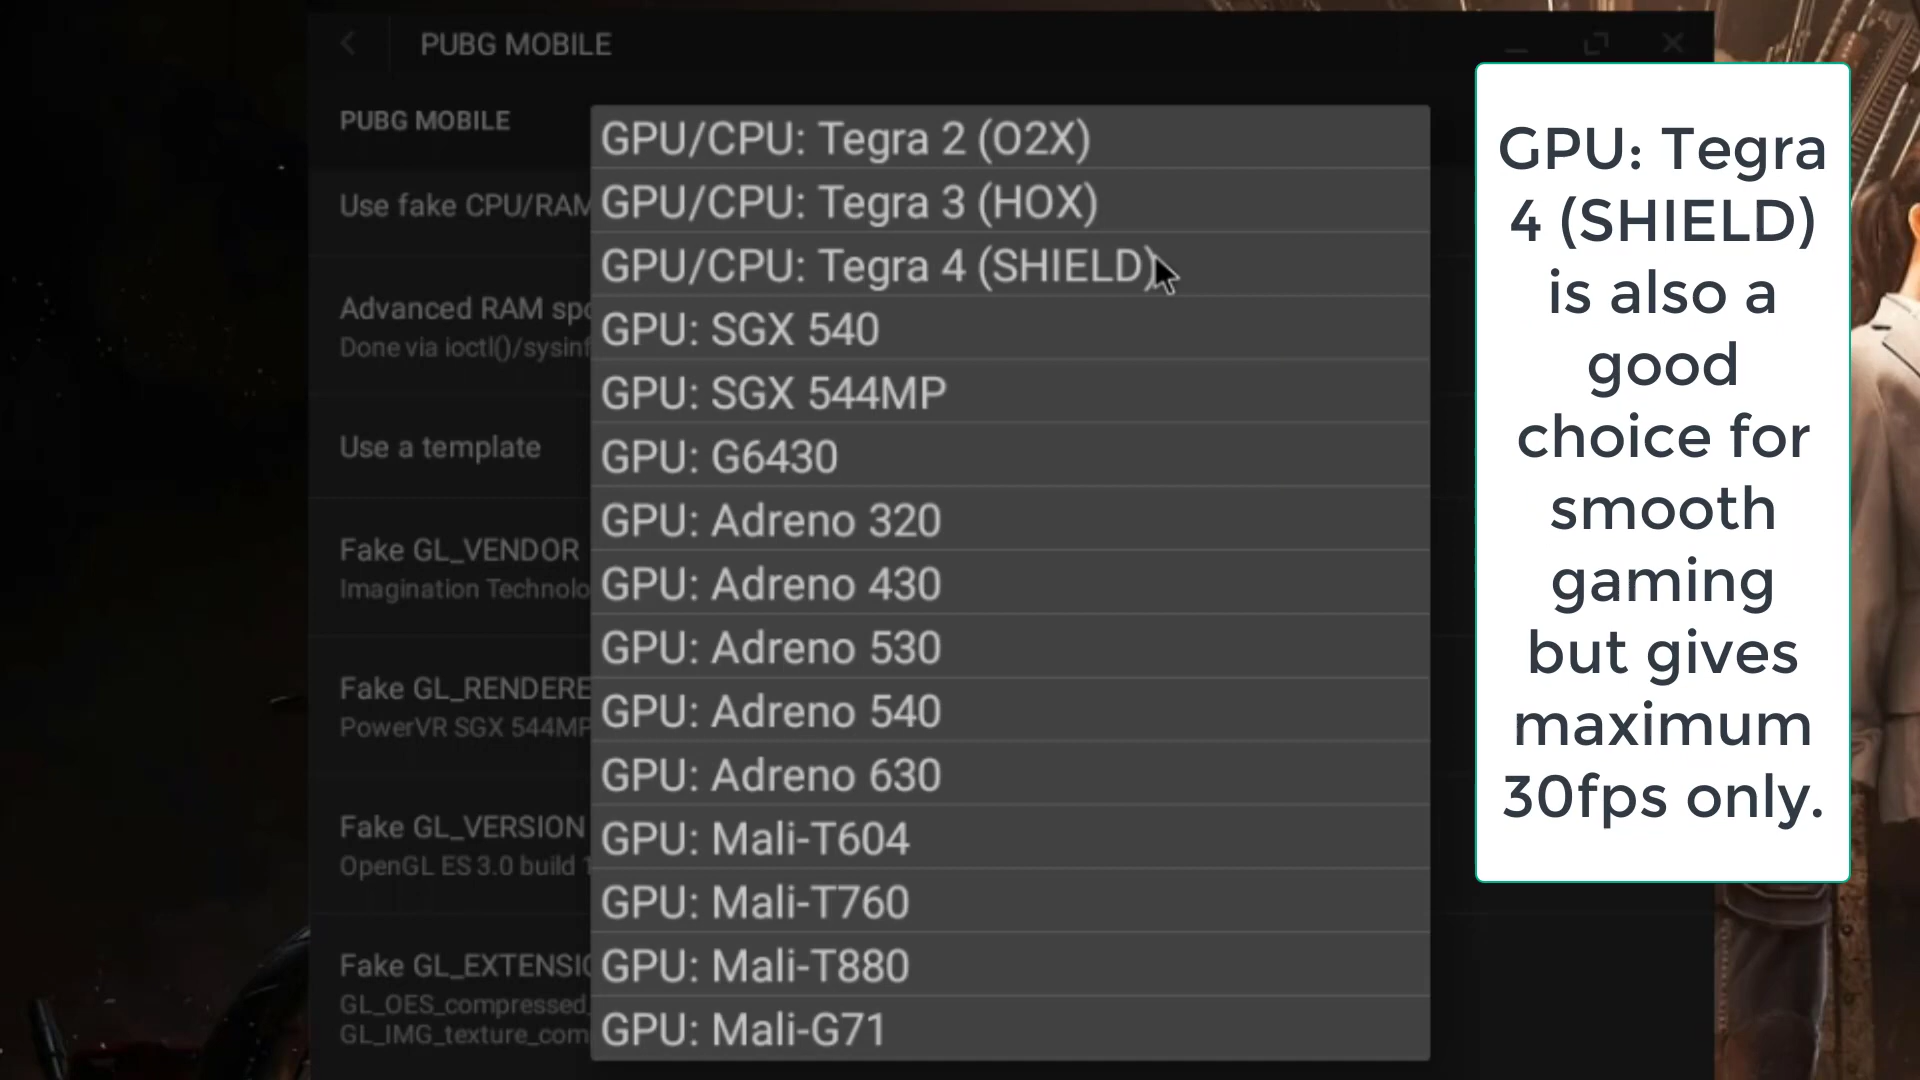 PUBG MOBILE
PUBG MOBILE
Use fake CPU/RAM
Advanced RAM
Done via ioctl()/sysinf
Use a template
Fake GL_VENDOR
Imagination
Fake GL_RENDERE
PowerVR SGX 544MP
Fake GL_VERSION
OpenGL ES 3.0 build
Fake GL_EXTENSIO
GL_OES_compressed_
GL_IMG_texture_com
GPU/CPU: Tegra 2 (O2X)
GPU/CPU: Tegra 3 (HOX)
GPU/CPU: Tegra 4 (SHIELD)
GPU: SGX 540
GPU: SGX 544MP
GPU: G6430
GPU: Adreno 320
GPU: Adreno 430
GPU: Adreno 530
GPU: Adreno 540
GPU: Adreno 630
GPU: Mali-T604
GPU: Mali-T760
GPU: Mali-T880
GPU: Mali-G71
GPU: Tegra
4 (SHIELD)
is also a
good
choice for
smooth
gaming
but gives
maximum
30fps only.